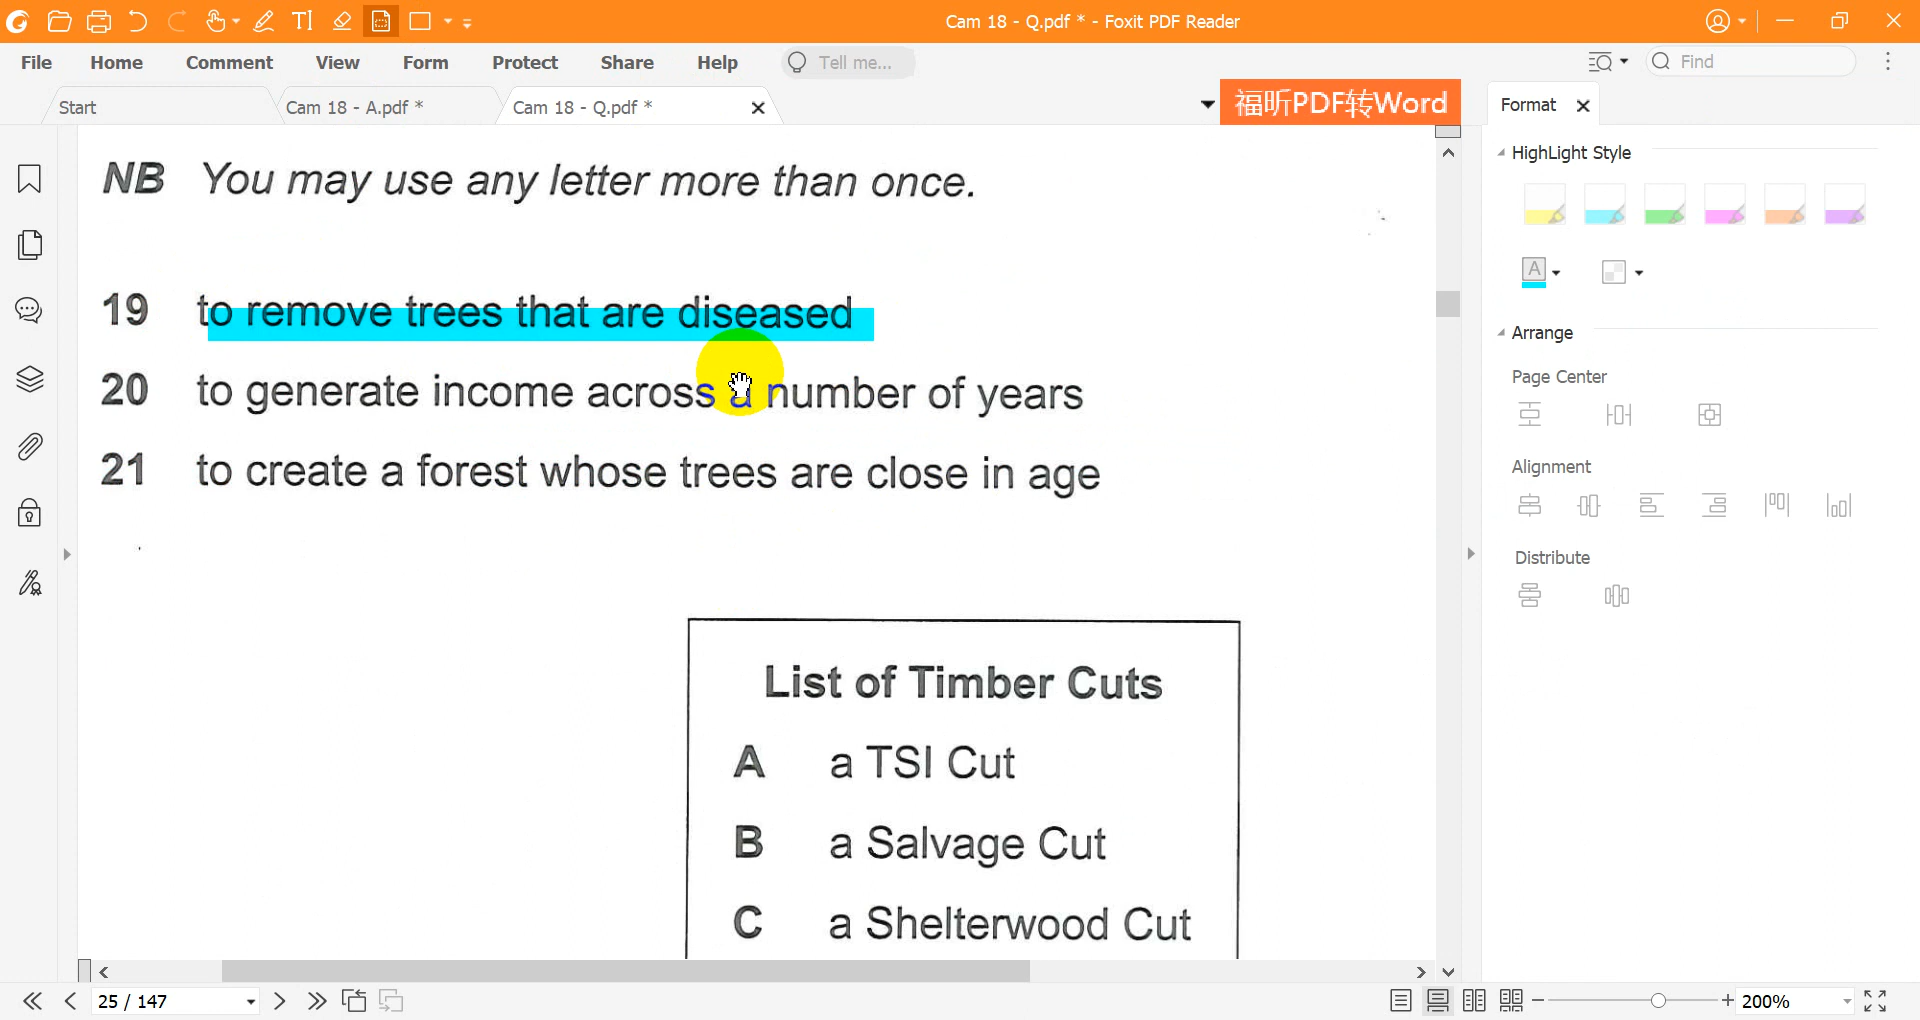 Cam 18 - Q.pdf * - Foxit PDF Reader
File Home Comment View Form Protect Share Help Tell me... Find
Start Cam 18 - A.pdf * Cam 18 - Q.pdf * 福昕PDF转Word Format
HighLight Style
NB You may use any letter more than once.
A
19 to remove trees that are diseased
Arrange
Page Center
20 to generate income across a number of years
21 to create a forest whose trees are close in age
Alignment
Distribute
List of Timber Cuts
A a TSI Cut
B a Salvage Cut
C a Shelterwood Cut
25 / 147 200%